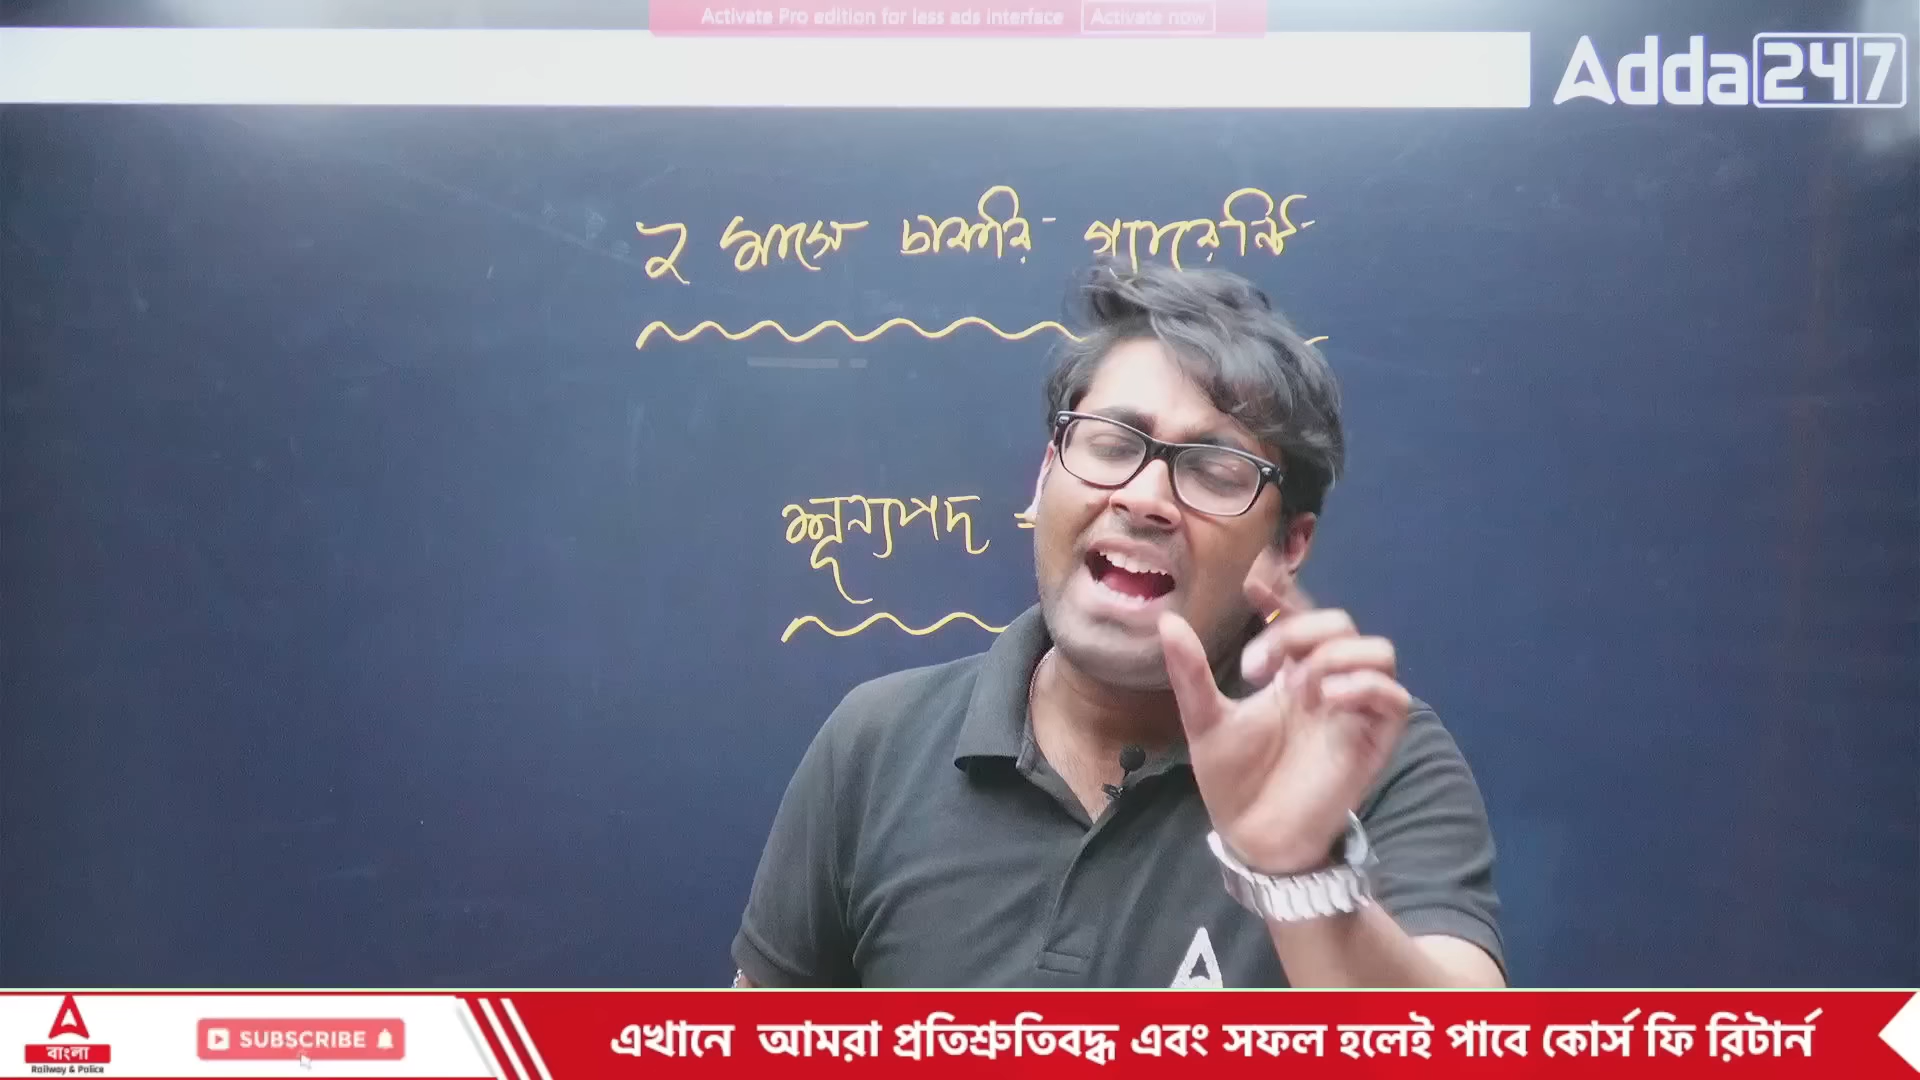 Activate Pro edition for less ads interface Activate now
Adda247
২ মাসে চাকরি গ্যারেন্টি
শূন্যপদ =
বাংলা
Railway & Police
SUBSCRIBE
এখানে আমরা প্রতিশ্রুতিবদ্ধ এবং সফল হলেই পাবে কোর্স ফি রিটার্ন